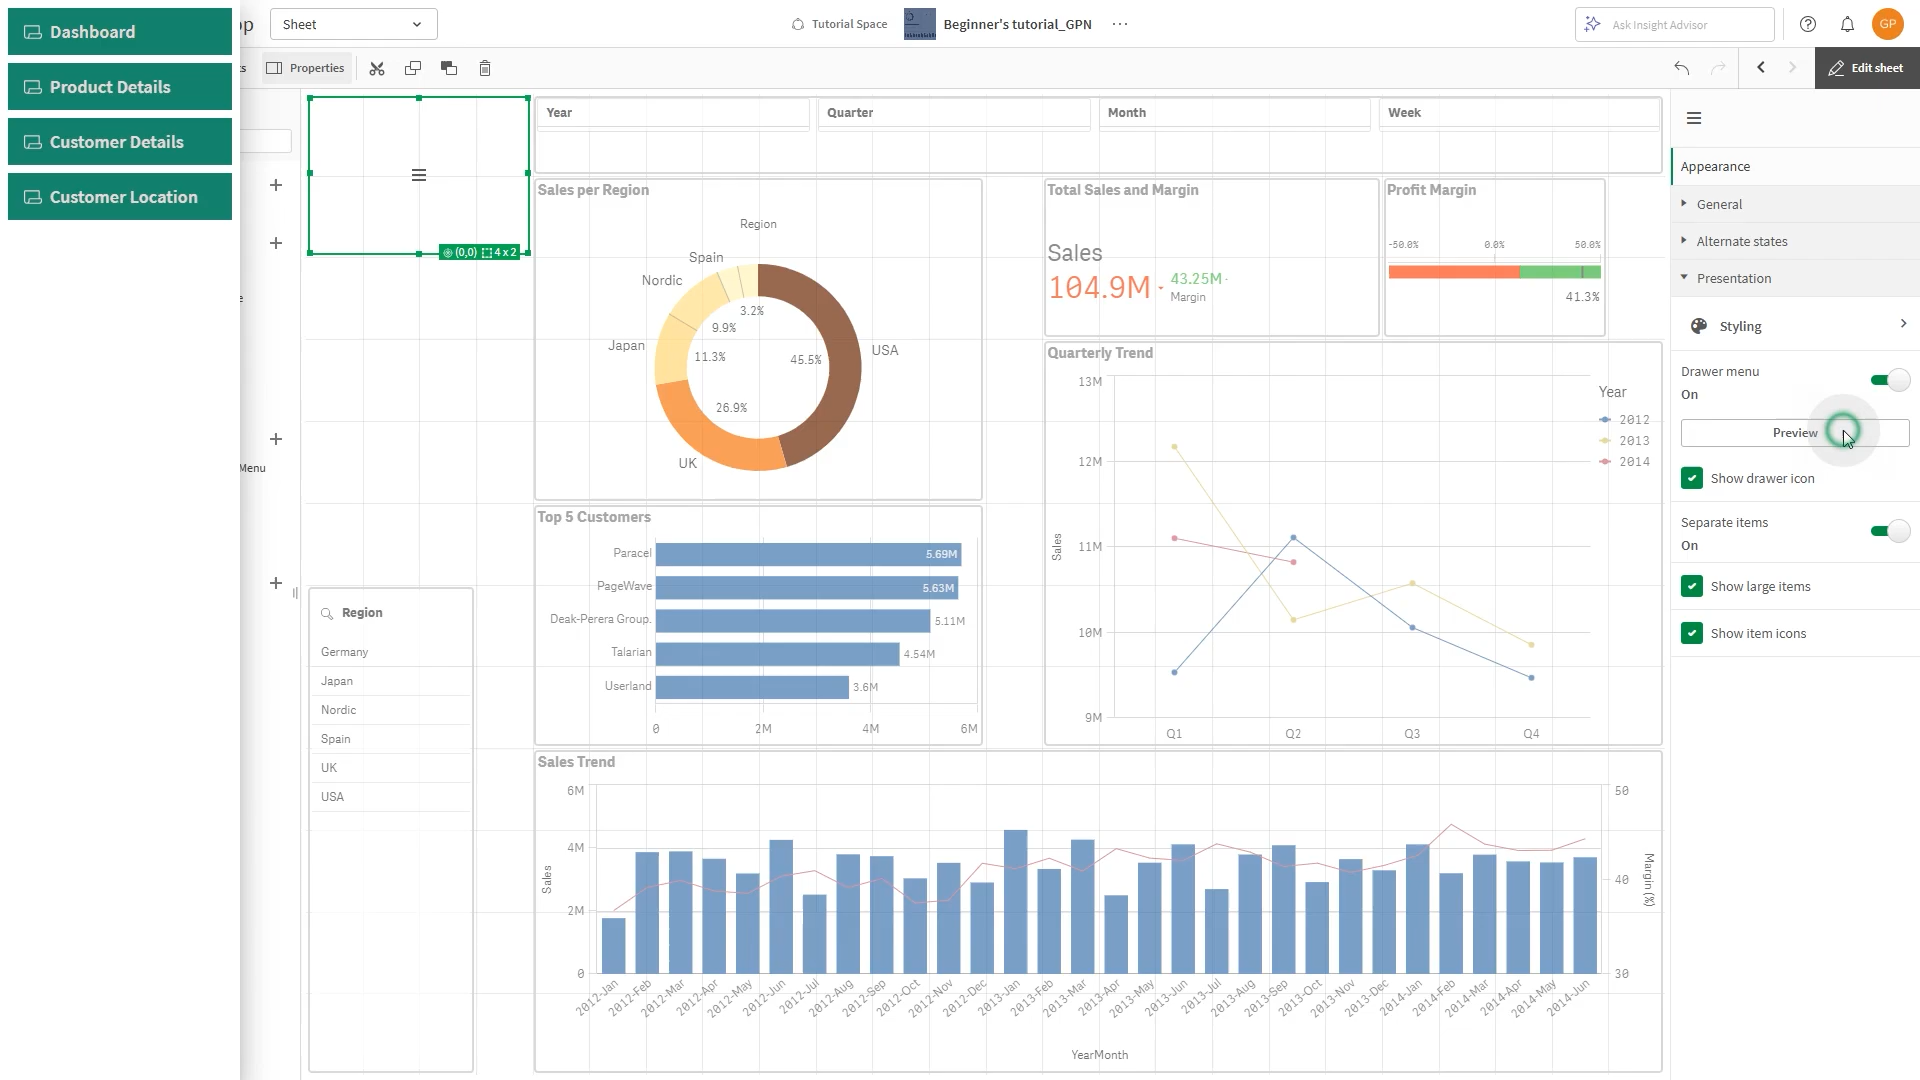 Dashboard
Product Details
Customer Details
Customer Location
op
Sheet
Tutorial Space
Beginner's tutorial_GPN
Ask Insight Advisor
GP
ts
Properties
Edit sheet
e
Menu
(0,0) 4 x 2
Year
Quarter
Month
Week
Sales per Region
Region
Spain
Nordic
Japan
UK
USA
3.2%
9.9%
11.3%
45.5%
26.9%
Total Sales and Margin
Sales
104.9M
43.25M
Margin
Profit Margin
-50.0%
0.0%
50.0%
41.3%
Top 5 Customers
Paracel
5.69M
PageWave
5.63M
Deak-Perera Group.
5.11M
Talarian
4.54M
Userland
3.6M
0
2M
4M
6M
Quarterly Trend
13M
12M
11M
10M
9M
Sales
Q1
Q2
Q3
Q4
Year
2012
2013
2014
Region
Germany
Japan
Nordic
Spain
UK
USA
Sales Trend
6M
4M
2M
0
Sales
50
40
30
Margin (%)
2012-Jan
2012-Feb
2012-Mar
2012-Apr
2012-May
2012-Jun
2012-Jul
2012-Aug
2012-Sep
2012-Oct
2012-Nov
2012-Dec
2013-Jan
2013-Feb
2013-Mar
2013-Apr
2013-May
2013-Jun
2013-Jul
2013-Aug
2013-Sep
2013-Oct
2013-Nov
2013-Dec
2014-Jan
2014-Feb
2014-Mar
2014-Apr
2014-May
2014-Jun
YearMonth
Appearance
General
Alternate states
Presentation
Styling
Drawer menu
On
Preview
Show drawer icon
Separate items
On
Show large items
Show item icons